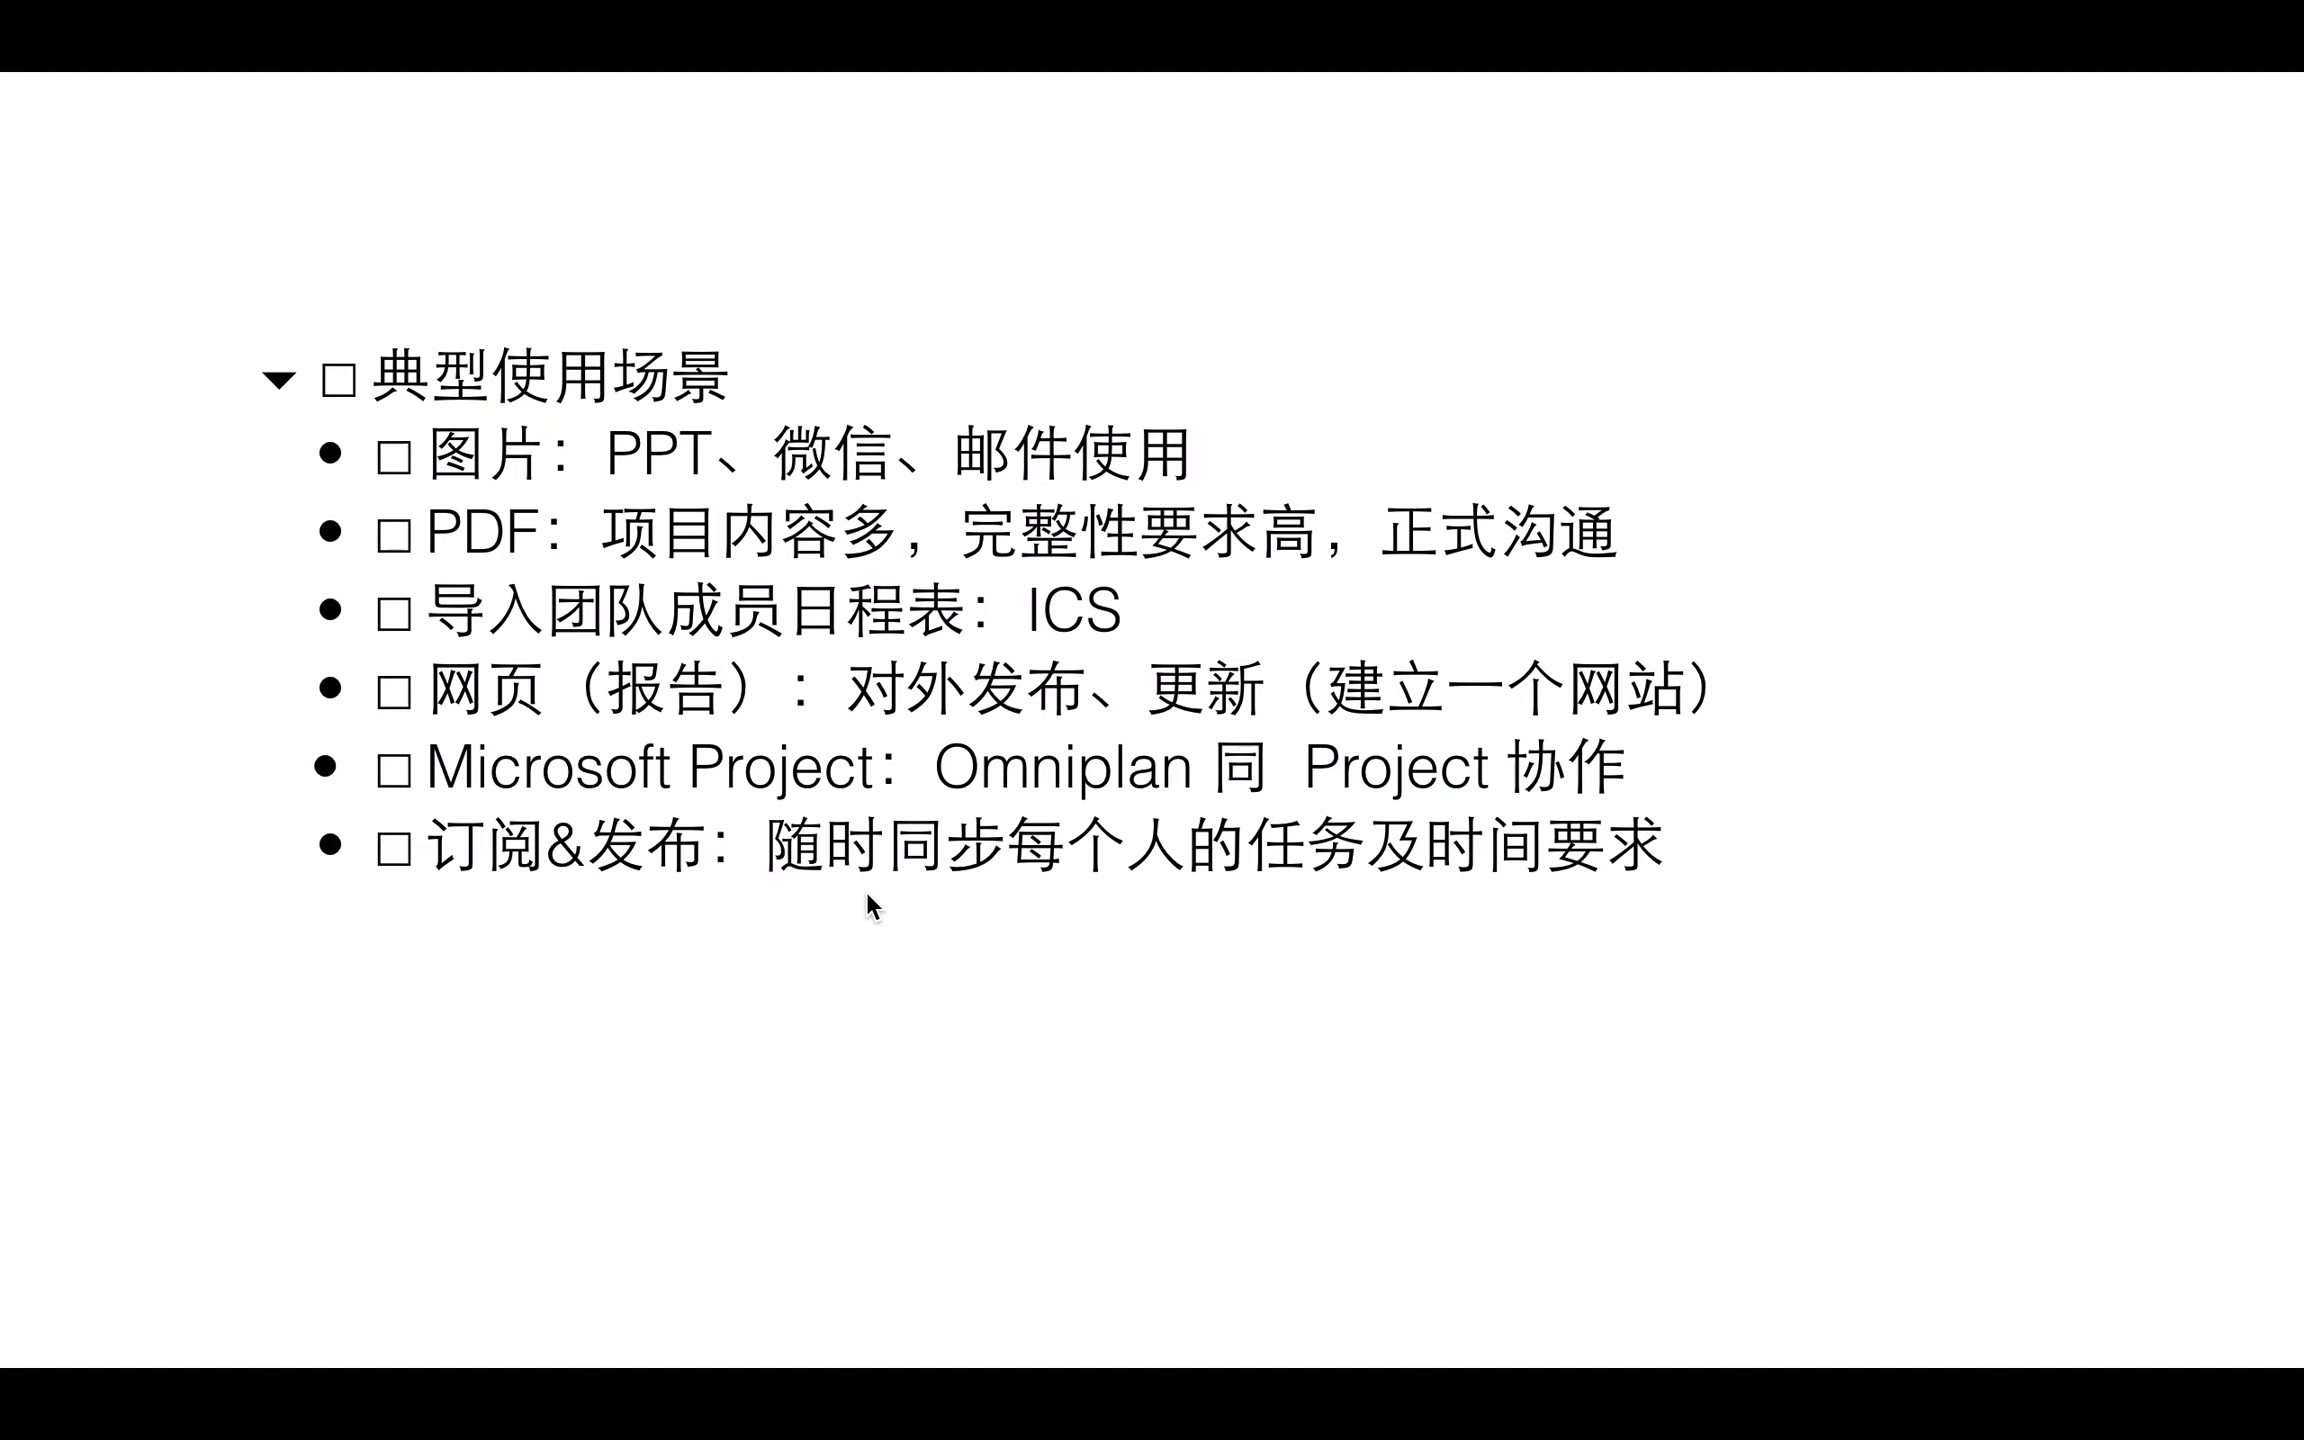 ▼ □ 典型使用场景
● □ 图片：PPT、微信、邮件使用
● □ PDF：项目内容多，完整性要求高，正式沟通
● □ 导入团队成员日程表：ICS
● □ 网页（报告）：对外发布、更新（建立一个网站）
● □ Microsoft Project：Omniplan 同 Project 协作
● □ 订阅&发布：随时同步每个人的任务及时间要求